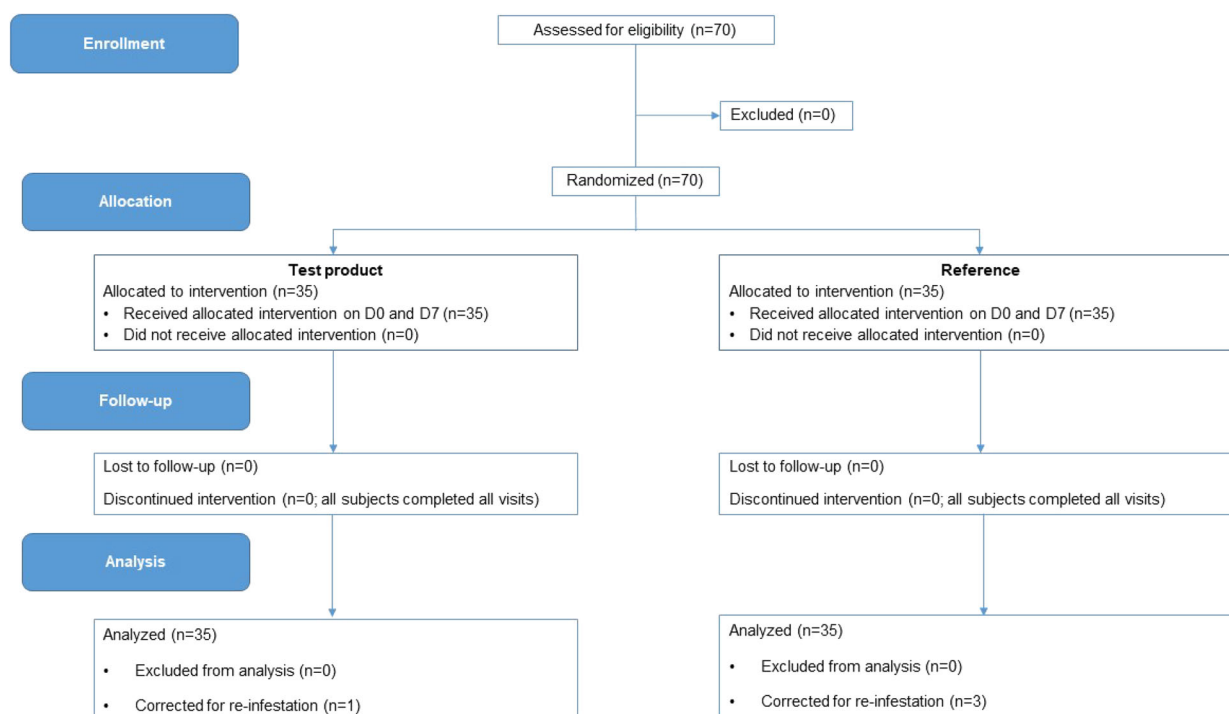 Enrollment
Assessed for eligibility (n=70)
Excluded (n=0)
Randomized (n=70)
Allocation
Test product
Allocated to intervention (n=35)
• Received allocated intervention on D0 and D7 (n=35)
• Did not receive allocated intervention (n=0)
Reference
Allocated to intervention (n=35)
• Received allocated intervention on D0 and D7 (n=35)
• Did not receive allocated intervention (n=0)
Follow-up
Lost to follow-up (n=0)
Discontinued intervention (n=0; all subjects completed all visits)
Lost to follow-up (n=0)
Discontinued intervention (n=0; all subjects completed all visits)
Analysis
Analyzed (n=35)
• Excluded from analysis (n=0)
• Corrected for re-infestation (n=1)
Analyzed (n=35)
• Excluded from analysis (n=0)
• Corrected for re-infestation (n=3)